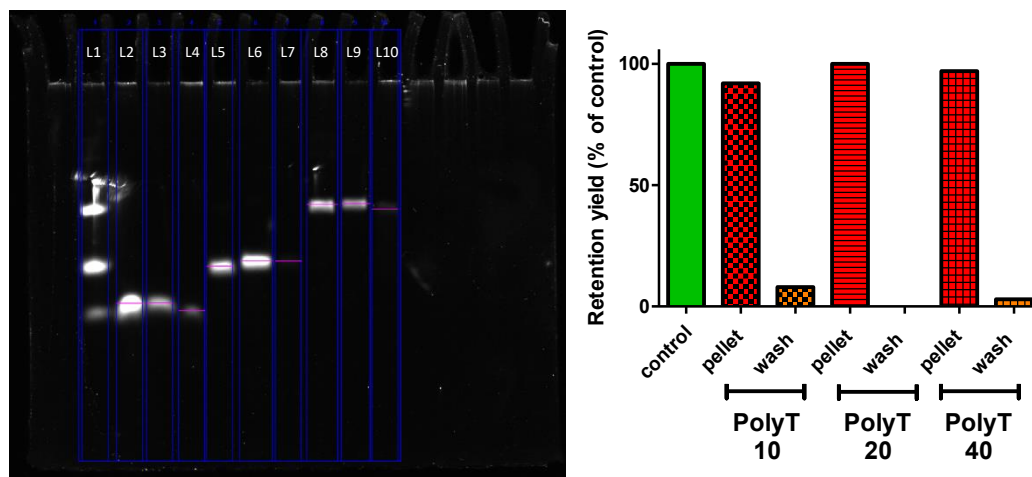 L1 L2 L3 L4 L5 L6 L7 L8 L9 L10
Retention yield (% of control)
100
50
0
control
pellet
wash
pellet
wash
pellet
wash
PolyT
10
PolyT
20
PolyT
40